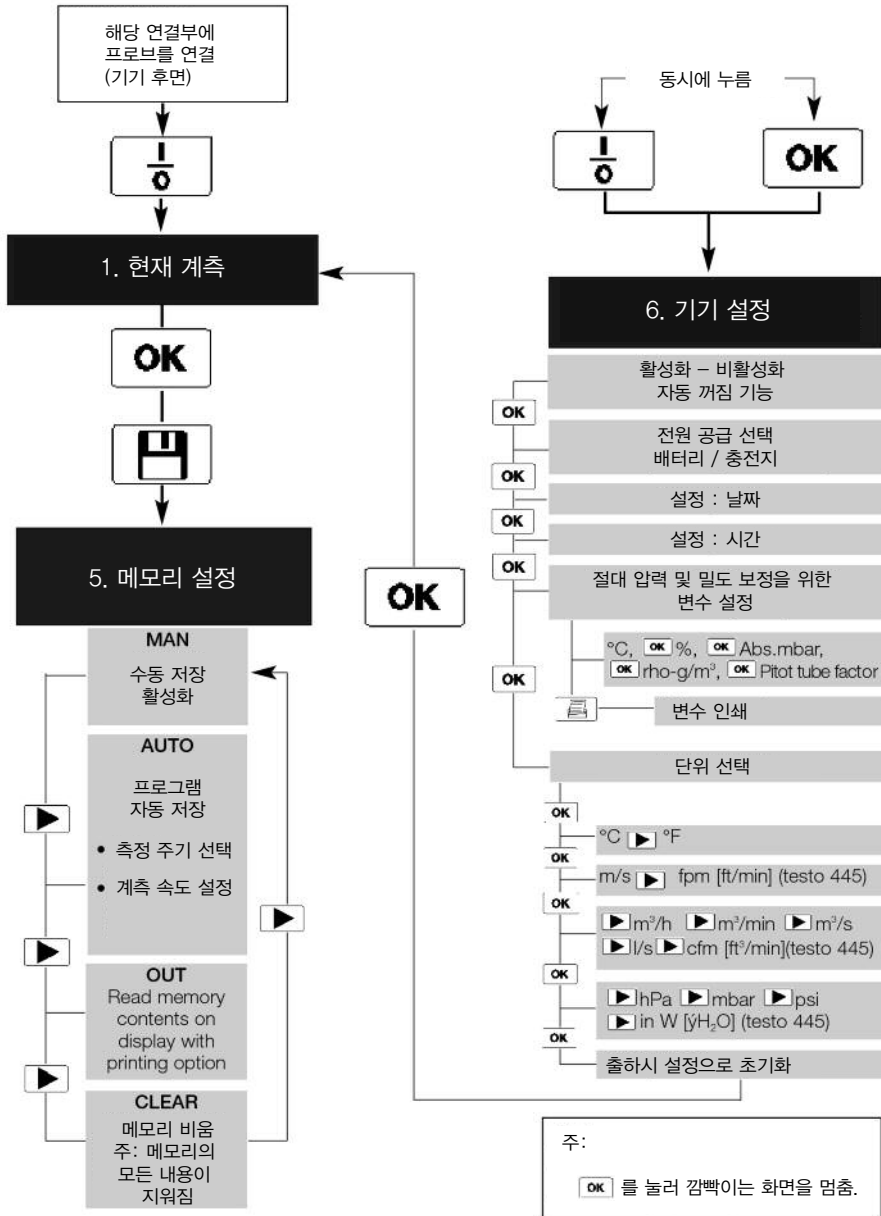 해당 연결부에
프로브를 연결
(기기 후면)
I
0
1. 현재 계측
OK
5. 메모리 설정
MAN
수동 저장
활성화
AUTO
프로그램
자동 저장
• 측정 주기 선택
• 계측 속도 설정
OUT
Read memory
contents on
display with
printing option
CLEAR
메모리 비움
주: 메모리의
모든 내용이
지워짐
OK
동시에 누름
I
0
OK
6. 기기 설정
활성화 – 비활성화
자동 꺼짐 기능
OK
전원 공급 선택
배터리 / 충전지
OK
설정 : 날짜
OK
설정 : 시간
OK
절대 압력 및 밀도 보정을 위한
변수 설정
°C, OK %, OK Abs.mbar,
OK rho-g/m³, OK Pitot tube factor
OK
변수 인쇄
단위 선택
OK
°C ▶ °F
OK
m/s ▶ fpm [ft/min] (testo 445)
OK
▶ m³/h ▶ m³/min ▶ m³/s
▶ l/s ▶ cfm [ft³/min](testo 445)
OK
▶ hPa ▶ mbar ▶ psi
▶ in W [ýH₂O] (testo 445)
OK
출하시 설정으로 초기화
주:
OK 를 눌러 깜빡이는 화면을 멈춤.